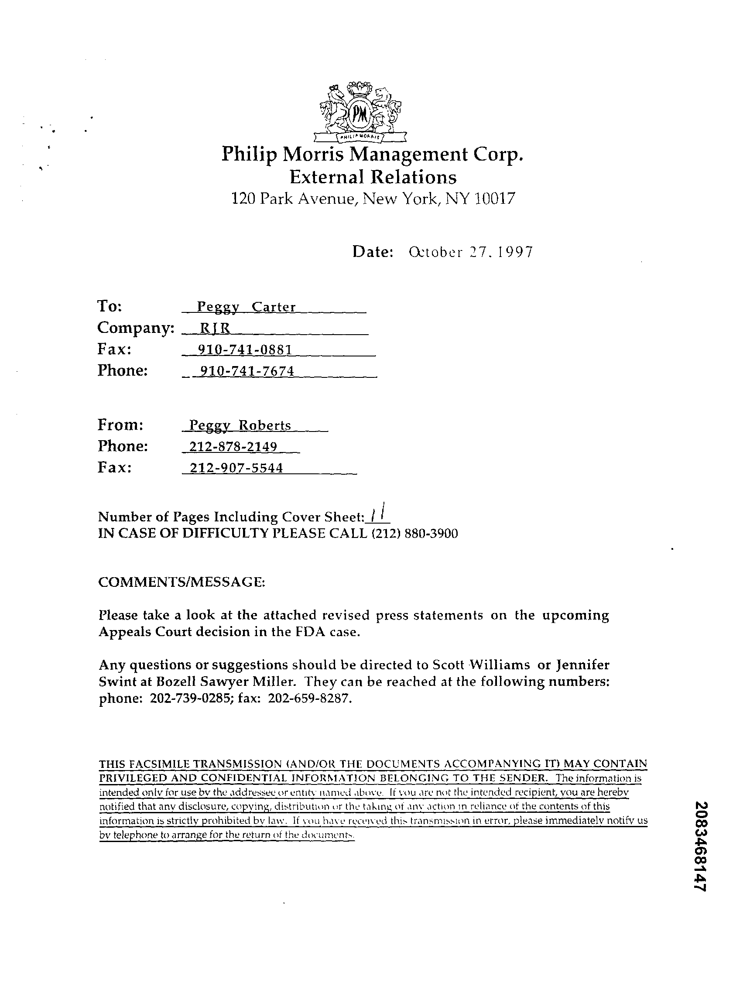 PM
PHILIP MORRIS
Philip Morris Management Corp.
External Relations
120 Park Avenue, New York, NY 10017
Date: October 27, 1997
To: Peggy Carter
Company: RJR
Fax: 910-741-0881
Phone: 910-741-7674
From: Peggy Roberts
Phone: 212-878-2149
Fax: 212-907-5544
Number of Pages Including Cover Sheet: 11
IN CASE OF DIFFICULTY PLEASE CALL (212) 880-3900
COMMENTS/MESSAGE:
Please take a look at the attached revised press statements on the upcoming
Appeals Court decision in the FDA case.
Any questions or suggestions should be directed to Scott Williams or Jennifer
Swint at Bozell Sawyer Miller. They can be reached at the following numbers:
phone: 202-739-0285; fax: 202-659-8287.
THIS FACSIMILE TRANSMISSION (AND/OR THE DOCUMENTS ACCOMPANYING IT) MAY CONTAIN
PRIVILEGED AND CONFIDENTIAL INFORMATION BELONGING TO THE SENDER. The information is
intended only for use by the addressee or entity named above. If you are not the intended recipient, you are hereby
notified that any disclosure, copying, distribution or the taking of any action in reliance of the contents of this
information is strictly prohibited by law. If you have received this transmission in error, please immediately notify us
by telephone to arrange for the return of the documents.
2083468147